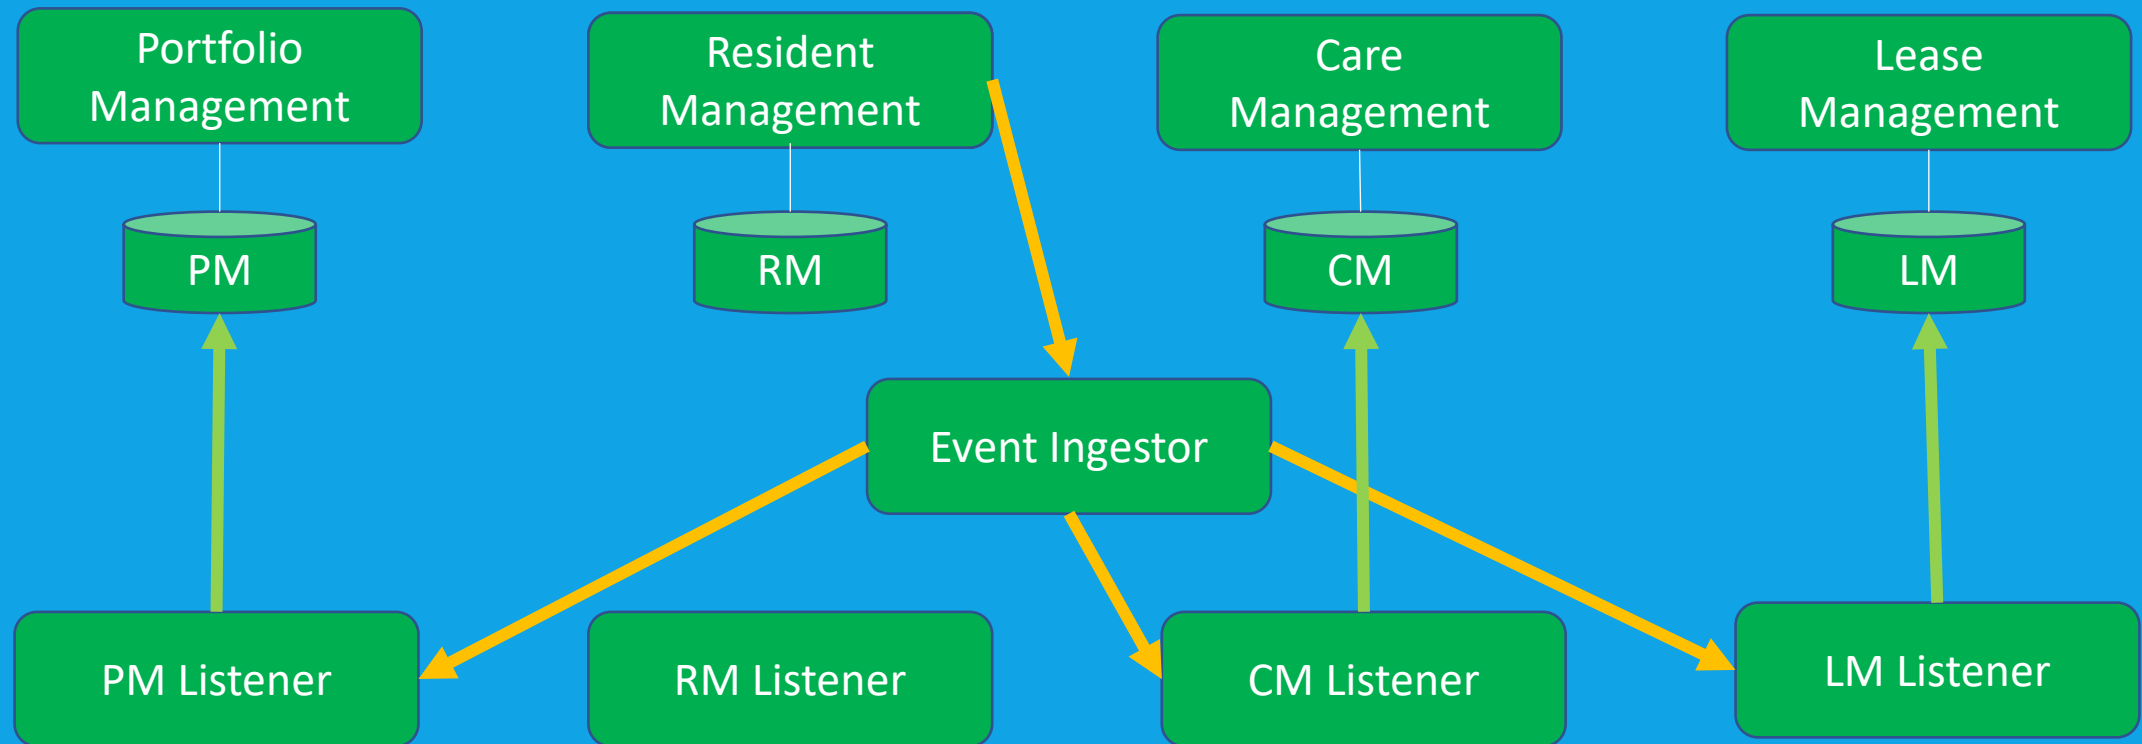 Portfolio
Management
Resident
Management
Care
Management
Lease
Management
PM
RM
CM
LM
Event Ingestor
PM Listener
RM Listener
CM Listener
LM Listener